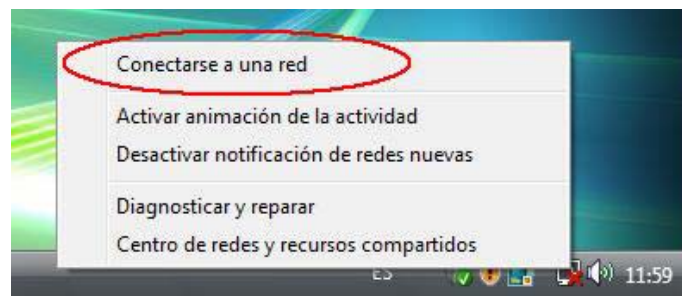 Conectarse a una red
Activar animación de la actividad
Desactivar notificación de redes nuevas
Diagnosticar y reparar
Centro de redes y recursos compartidos
ES 11:59